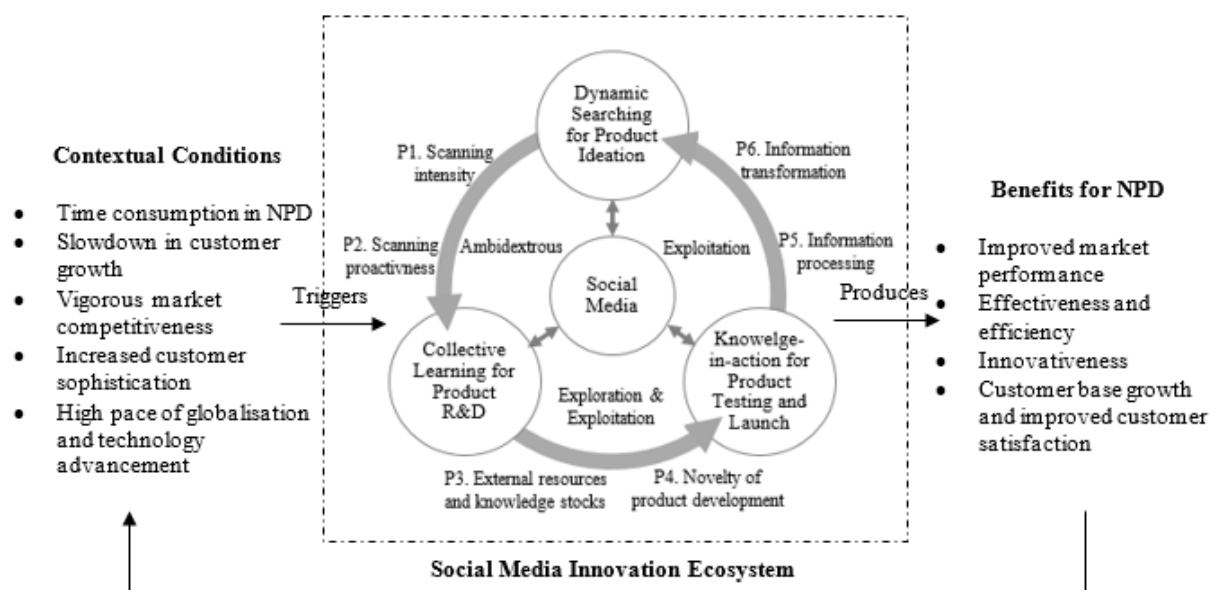 Contextual Conditions
• Time consumption in NPD
• Slowdown in customer
growth
• Vigorous market
competitiveness
• Increased customer
sophistication
• High pace of globalisation
and technology
advancement
Triggers
Dynamic
Searching
for Product
Ideation
P1. Scanning
intensity
P2. Scanning
proactivness
Ambidextrous
P6. Information
transformation
Exploitation
P5. Information
processing
Social
Media
Collective
Learning for
Product
R&D
Exploration &
Exploitation
Knowelge-
in-action for
Product
Testing and
Launch
P3. External resources
and knowledge stocks
P4. Novelty of
product development
Social Media Innovation Ecosystem
Produces
Benefits for NPD
• Improved market
performance
• Effectiveness and
efficiency
• Innovativeness
• Customer base growth
and improved customer
satisfaction